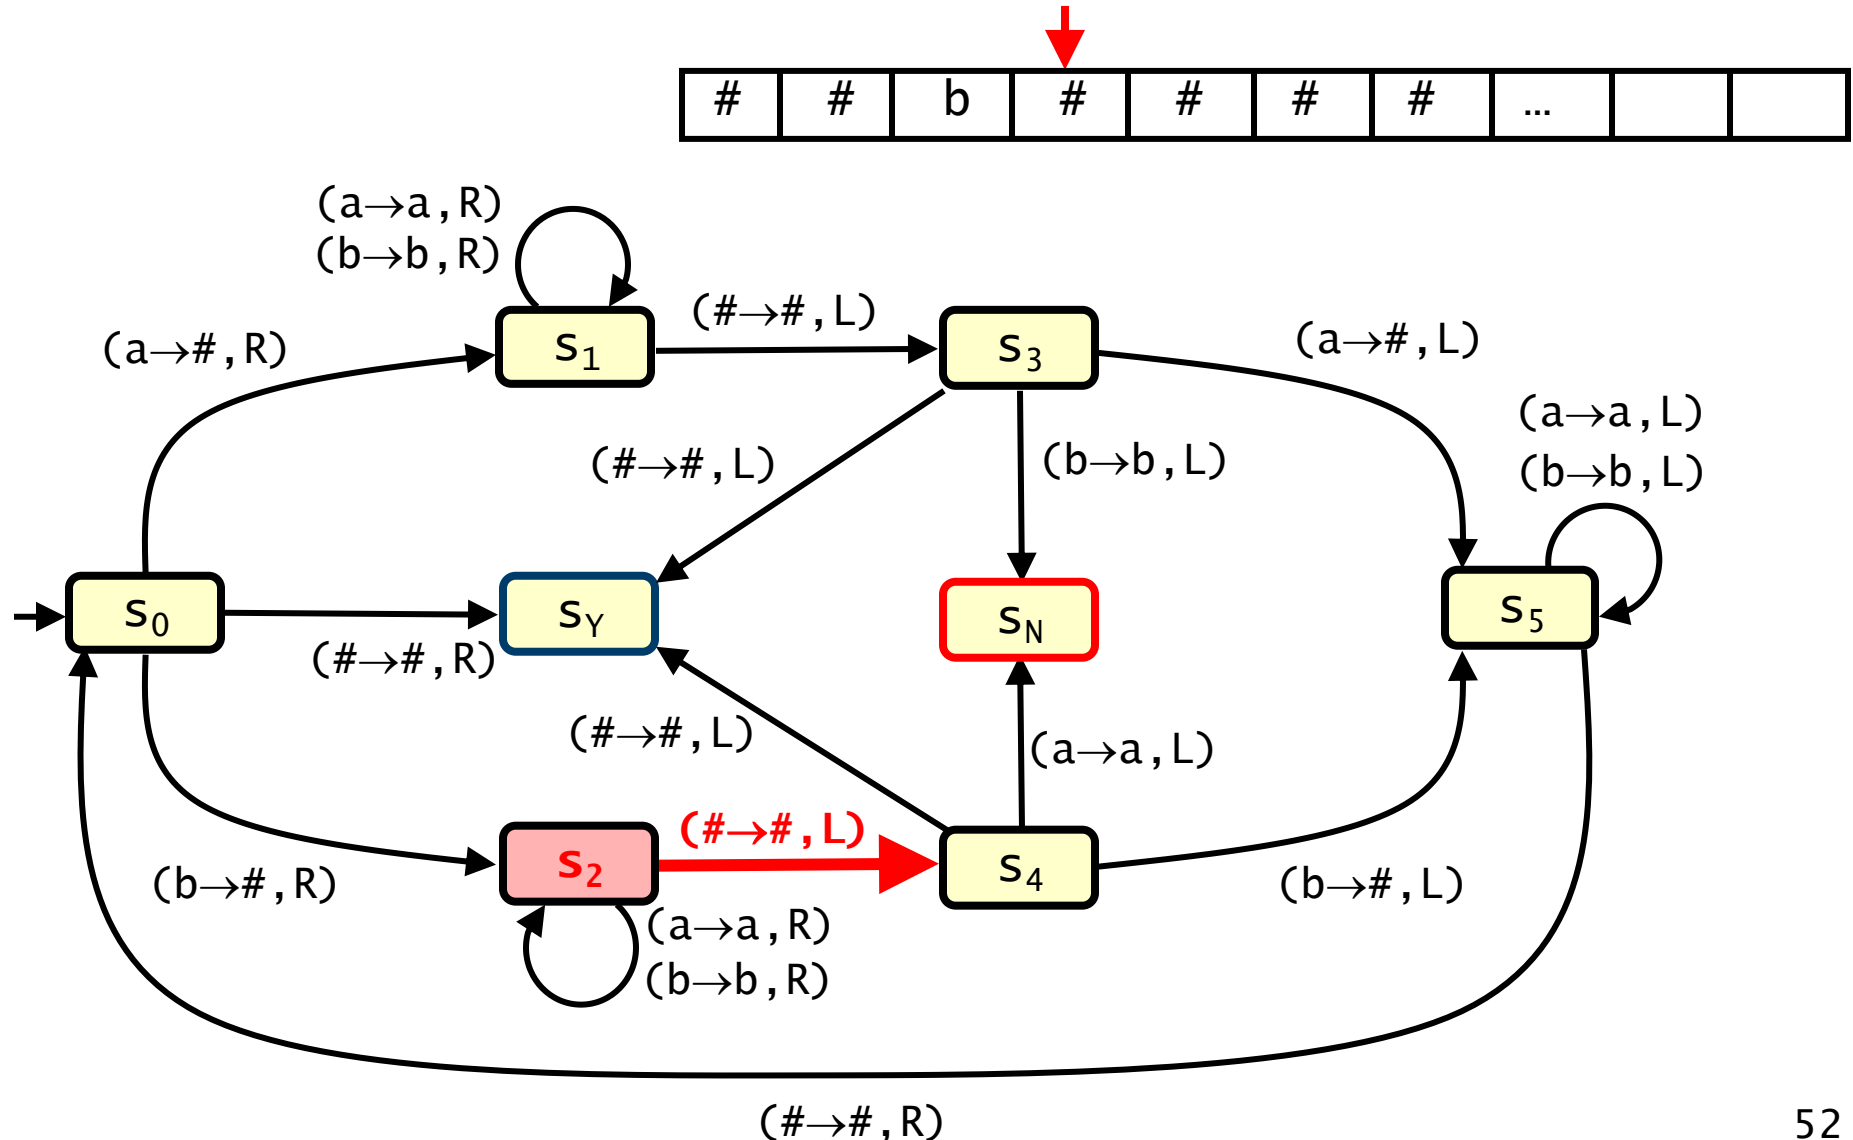 # # b # # # # ...
(a→a,R)
(b→b,R)
(#→#,L)
(a→#,R)
s1
s3
(a→#,L)
(a→a,L)
(#→#,L)
(b→b,L)
(b→b,L)
s0
sY
sN
s5
(#→#,R)
(#→#,L)
(a→a,L)
(#→#,L)
s2
s4
(b→#,R)
(b→#,L)
(a→a,R)
(b→b,R)
(#→#,R)
52